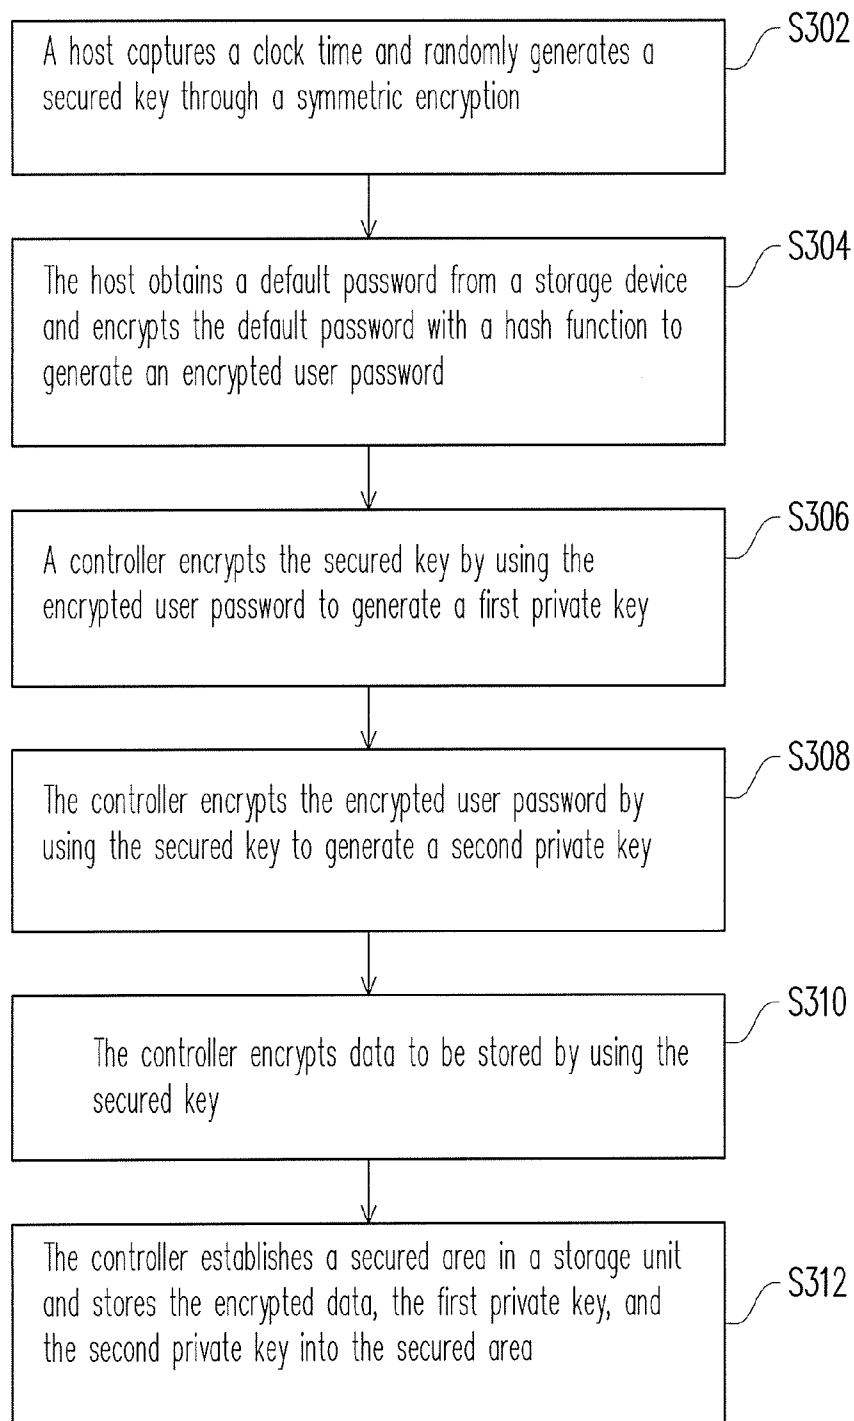 S302
A host captures a clock time and randomly generates a
secured key through a symmetric encryption
S304
The host obtains a default password from a storage device
and encrypts the default password with a hash function to
generate an encrypted user password
S306
A controller encrypts the secured key by using the
encrypted user password to generate a first private key
S308
The controller encrypts the encrypted user password by
using the secured key to generate a second private key
S310
The controller encrypts data to be stored by using the
secured key
S312
The controller establishes a secured area in a storage unit
and stores the encrypted data, the first private key, and
the second private key into the secured area